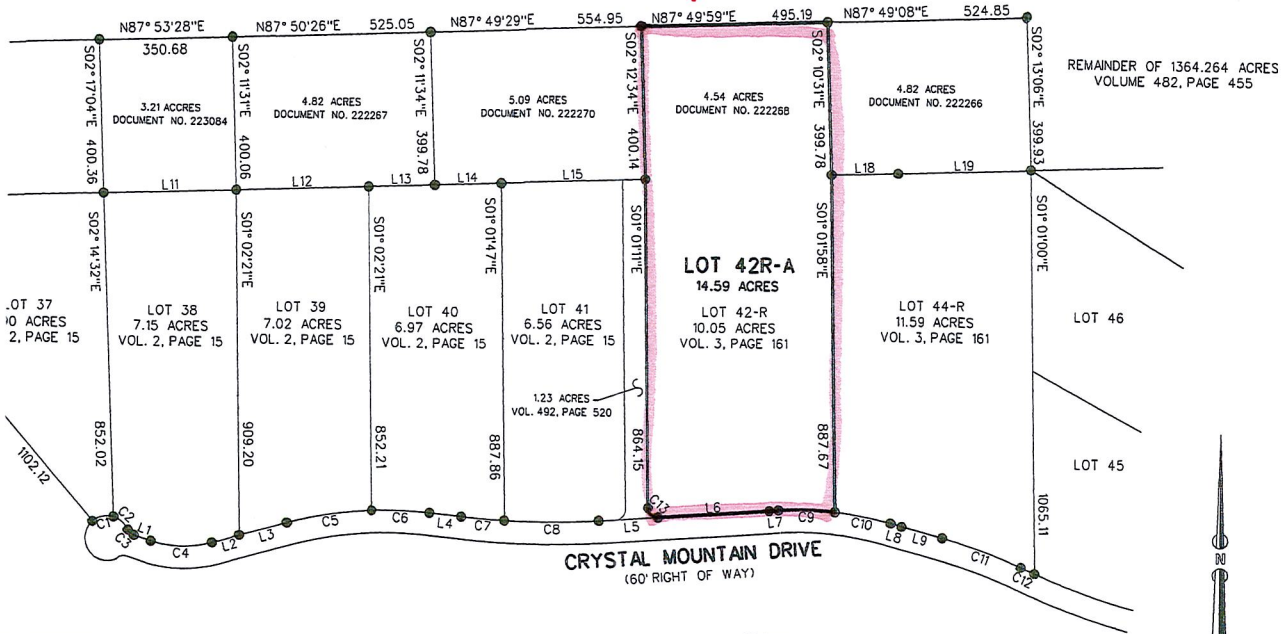 N87° 53'28"E
350.68
N87° 50'26"E
525.05
N87° 49'29"E
554.95
N87° 49'59"E
495.19
N87° 49'08"E
524.85
S02° 17'04"E 400.36
S02° 11'31"E 400.06
S02° 11'34"E 399.78
S02° 12'34"E 400.14
S02° 10'31"E 399.78
S02° 13'06"E 399.93
REMAINDER OF 1364.264 ACRES
VOLUME 482, PAGE 455
3.21 ACCRES
DOCUMENT NO. 223084
4.82 ACRES
DOCUMENT NO. 222267
5.09 ACRES
DOCUMENT NO. 222270
4.54 ACRES
DOCUMENT NO. 222268
4.82 ACRES
DOCUMENT NO. 222266
L11
L12
L13
L14
L15
L18
L19
S02° 14'32"E
852.02
S01° 02'21"E
909.20
S01° 02'21"E
852.21
S01° 01'47"E
887.86
S01° 01'11"E
864.15
S01° 01'58"E
887.67
S01° 01'00"E
1065.11
LOT 37
00 ACRES
2, PAGE 15
LOT 38
7.15 ACRES
VOL. 2, PAGE 15
LOT 39
7.02 ACRES
VOL. 2, PAGE 15
LOT 40
6.97 ACRES
VOL. 2, PAGE 15
LOT 41
6.56 ACRES
VOL. 2, PAGE 15
1.23 ACRES
VOL. 492, PAGE 520
LOT 42R-A
14.59 ACRES
LOT 42-R
10.05 ACRES
VOL. 3, PAGE 161
LOT 44-R
11.59 ACRES
VOL. 3, PAGE 161
LOT 46
LOT 45
1102.12
C1
C2
C3
L1
C4
L2
L3
C5
C6
L4
C7
C8
L5
C13
L6
L7
C9
C10
L8
L9
C11
C12
CRYSTAL MOUNTAIN DRIVE
(60' RIGHT OF WAY)
N